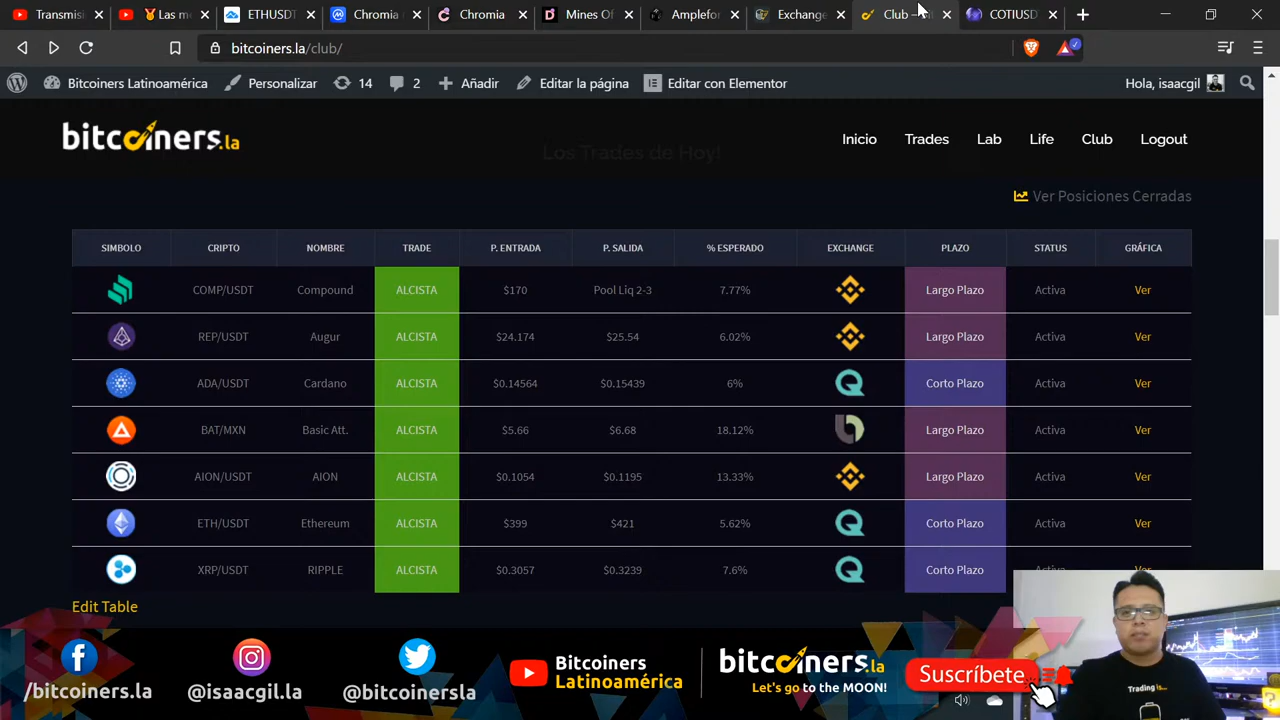 Transmisi
Las m
ETHUSDT
Chromia
Chromia
Mines Of
Amplefo
Exchange
Club –
COTIUSD
bitcoiners.la/club/
Bitcoiners Latinoamérica
Personalizar
14
2
Añadir
Editar la página
Editar con Elementor
Hola, isaacgil
bitcoiners.la
Inicio
Trades
Lab
Life
Club
Logout
Los Trades de Hoy!
Ver Posiciones Cerradas
SIMBOLO CRIPTO NOMBRE TRADE P. ENTRADA P. SALIDA % ESPERADO EXCHANGE PLAZO STATUS GRÁFICA
COMP/USDT Compound ALCISTA $170 Pool Liq 2-3 7.77% Largo Plazo Activa Ver
REP/USDT Augur ALCISTA $24.174 $25.54 6.02% Largo Plazo Activa Ver
ADA/USDT Cardano ALCISTA $0.14564 $0.15439 6% Corto Plazo Activa Ver
BAT/MXN Basic Att. ALCISTA $5.66 $6.68 18.12% Largo Plazo Activa Ver
AION/USDT AION ALCISTA $0.1054 $0.1195 13.33% Largo Plazo Activa Ver
ETH/USDT Ethereum ALCISTA $399 $421 5.62% Corto Plazo Activa Ver
XRP/USDT RIPPLE ALCISTA $0.3057 $0.3239 7.6% Corto Plazo Activa Ver
Edit Table
/bitcoiners.la
@isaacgil.la
@bitcoinersla
Bitcoiners
Latinoamérica
bitcoiners.la
Let's go to the MOON!
Suscríbete
Trading is...